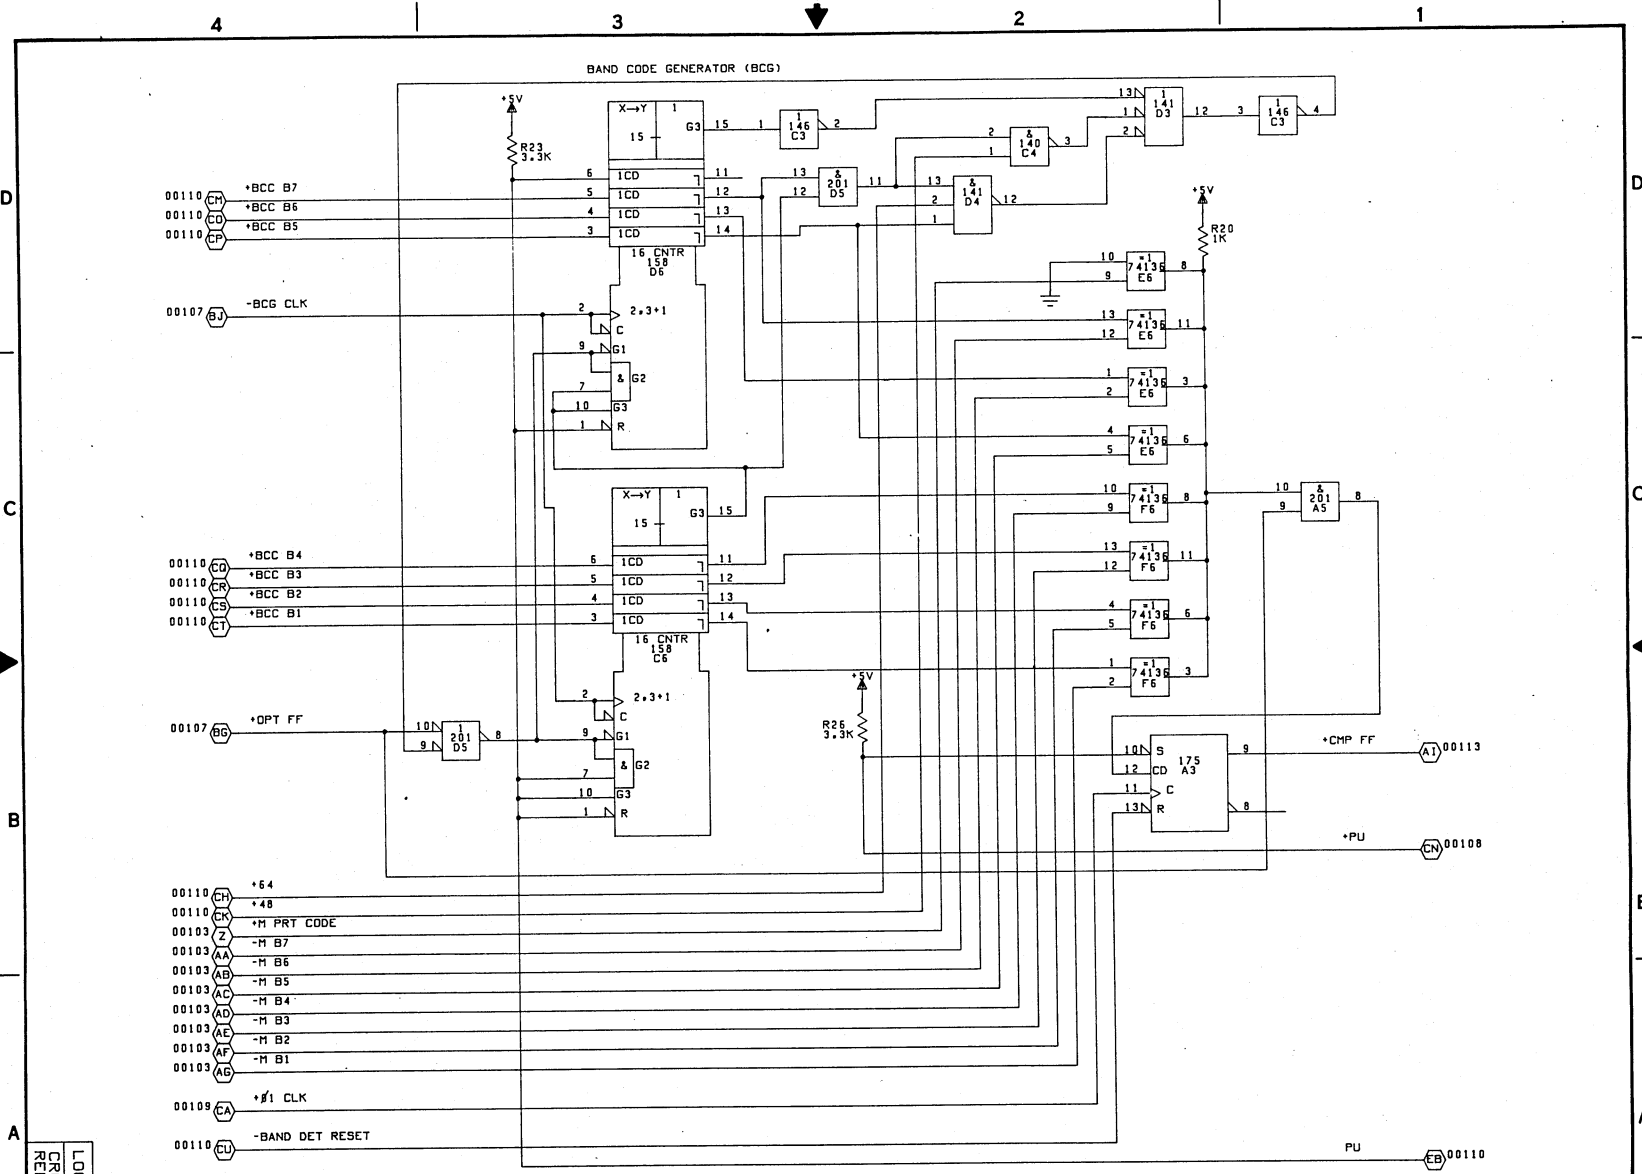 4 3 2 1
BAND CODE GENERATOR (BCG)
+5V
R23
3.3K
X→Y 1
15
G3 15
1 1 146 C3 2
13 1 2 1 141 D3 12
3 1 146 C3 4
2 1 & 140 C4 3
D D
00110 CM +BCC B7
00110 CO +BCC B6
00110 CP +BCC B5
6 1CD 11
5 1CD 12
4 1CD 13
3 1CD 14
16 CNTR
158
D6
13 12 & 201 D5 11
13 2 1 & 141 D4 12
+5V
R20
1K
00107 BJ -BCG CLK
2 2,3+1
C
9 G1
& G2
7
10 G3
1 R
10 9 =1 74136 E6 8
13 12 =1 74136 E6 11
1 2 =1 74136 E6 3
4 5 =1 74136 E6 6
10 9 =1 74136 F6 8
13 12 =1 74136 F6 11
4 5 =1 74136 F6 6
1 2 =1 74136 F6 3
10 9 & 201 A5 8
C C
X→Y 1
15
G3 15
00110 CQ +BCC B4
00110 CR +BCC B3
00110 CS +BCC B2
00110 CT +BCC B1
6 1CD 11
5 1CD 12
4 1CD 13
3 1CD 14
16 CNTR
158
C6
2 2,3+1
C
9 G1
& G2
7
10 G3
1 R
00107 BG +OPT FF
10 9 1 201 D5 8
+5V
R26
3.3K
10 S
12 CD
11 C
13 R
175
A3
9
8
+CMP FF AI 00113
+PU CN 00108
B B
00110 CH +64
00110 CK +48
00103 Z +M PRT CODE
00103 AA -M B7
00103 AB -M B6
00103 AC -M B5
00103 AD -M B4
00103 AE -M B3
00103 AF -M B2
00103 AG -M B1
00109 CA +Ø1 CLK
00110 CU -BAND DET RESET
PU EB 00110
A